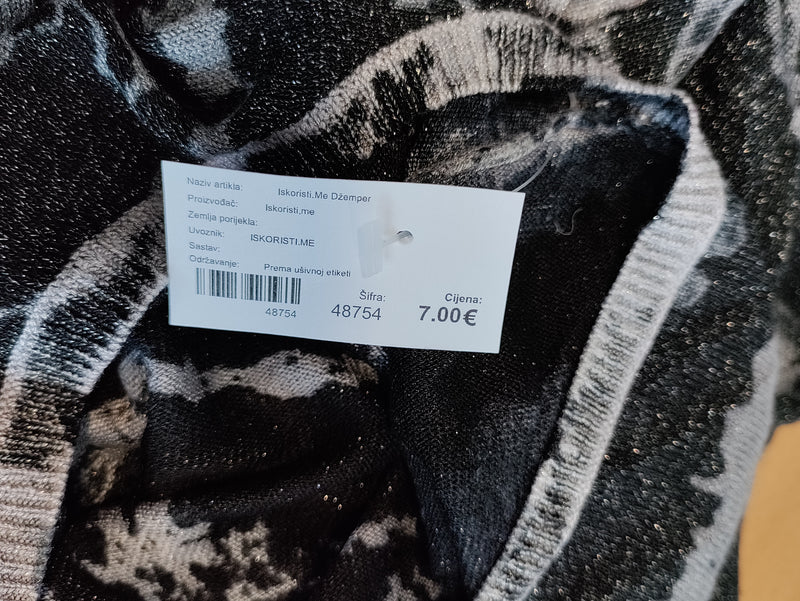 Naziv artikla: Iskoristi.Me Džemper
Proizvođač: Iskoristi.me
Zemlja porijekla:
Uvoznik: ISKORISTI.ME
Sastav:
Održavanje: Prema ušivnoj etiketi
48754
Šifra:
48754
Cijena:
7.00€